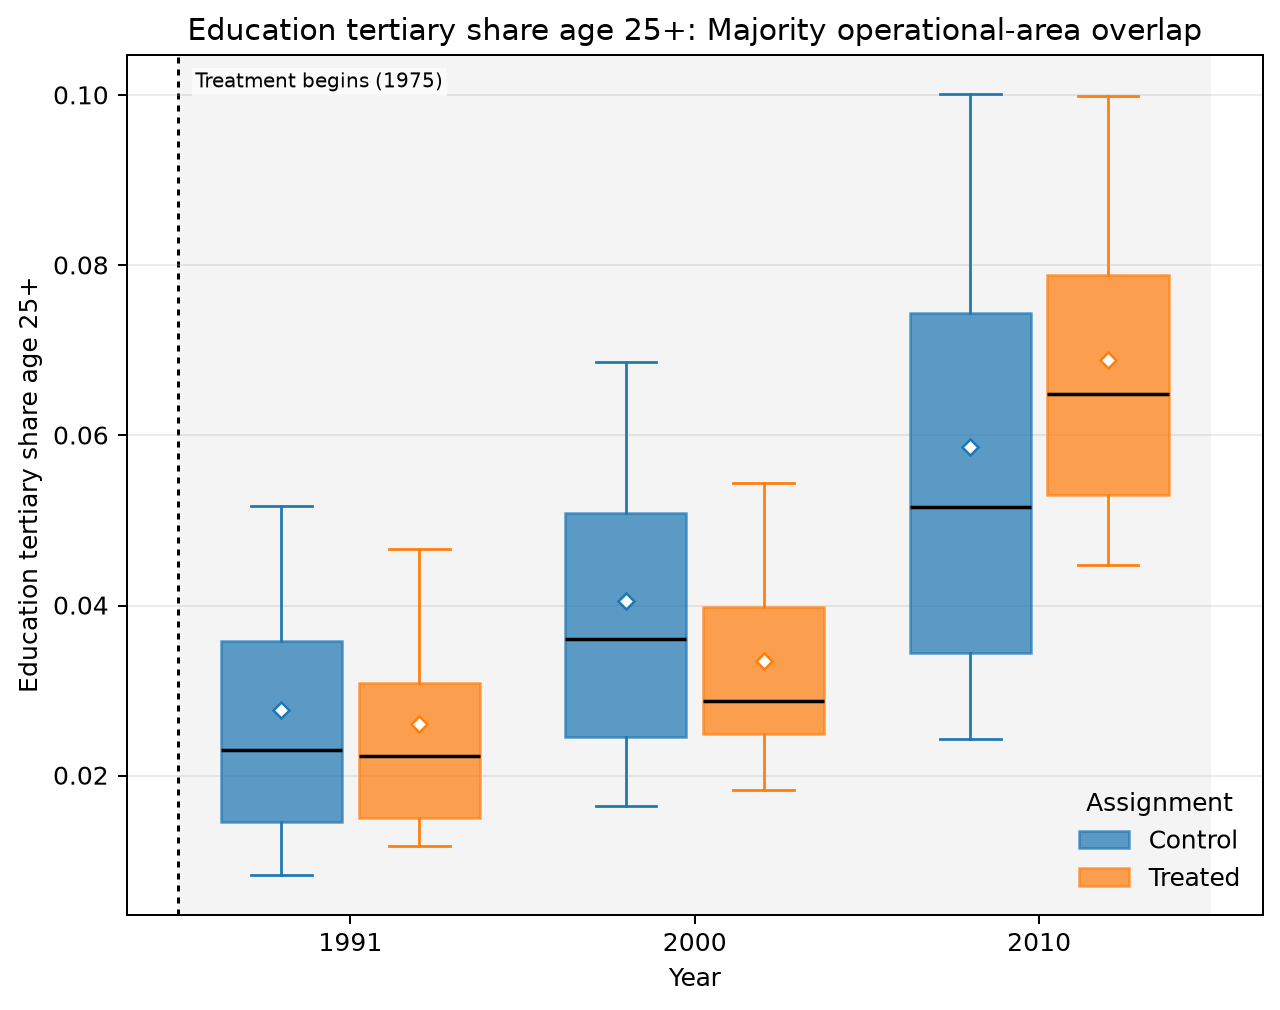 Education tertiary share age 25+: Majority operational-area overlap
Treatment begins (1975)
0.10
0.08
0.06
0.04
0.02
Education tertiary share age 25+
Assignment
Control
Treated
1991 2000 2010
Year